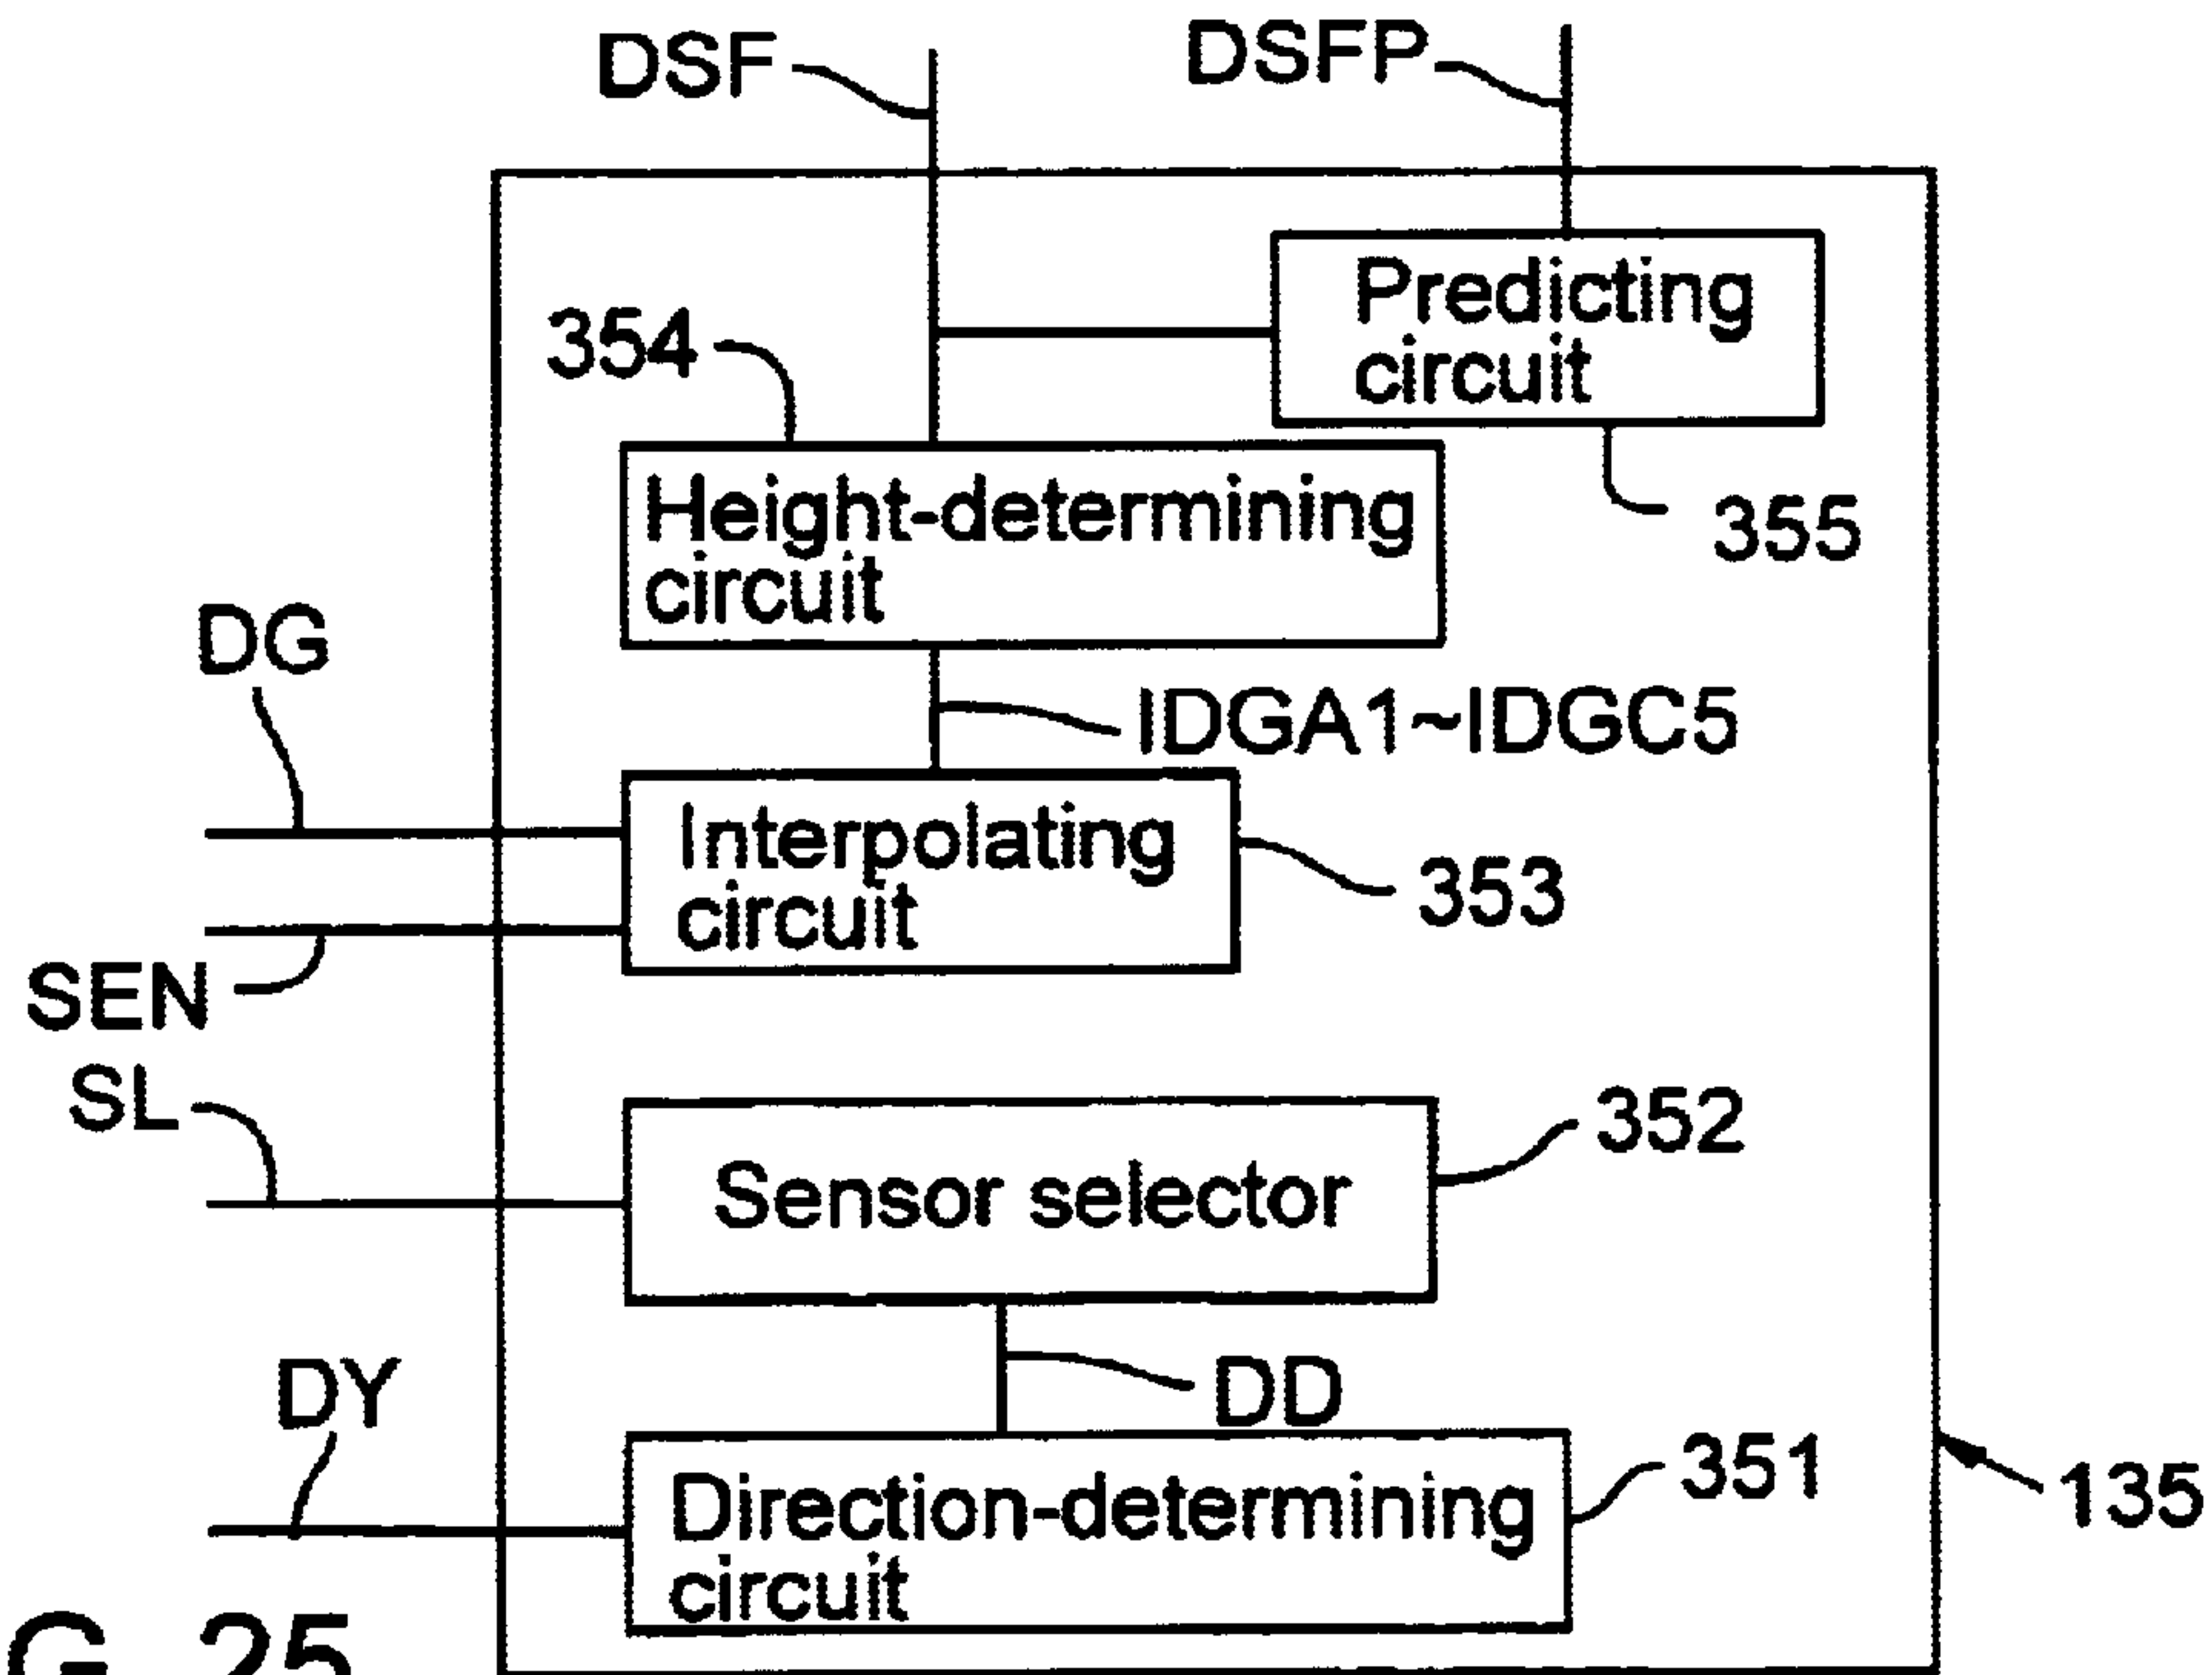 DSF
DSFP
Predicting
circuit
354
Height-determining
circuit
355
DG
IDGA1~IDGC5
Interpolating
circuit
353
SEN
SL
352
Sensor selector
DY
DD
351
Direction-determining
circuit
135
G. 25